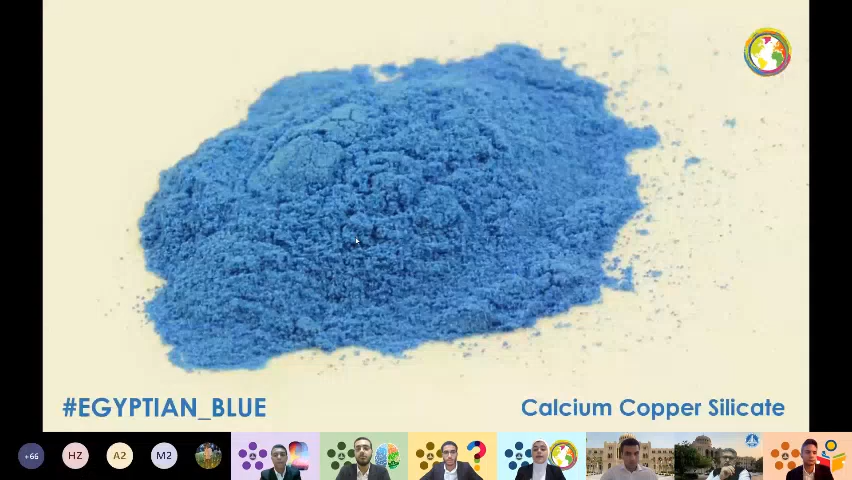 #EGYPTIAN_BLUE
Calcium Copper Silicate
+66
HZ
A2
M2